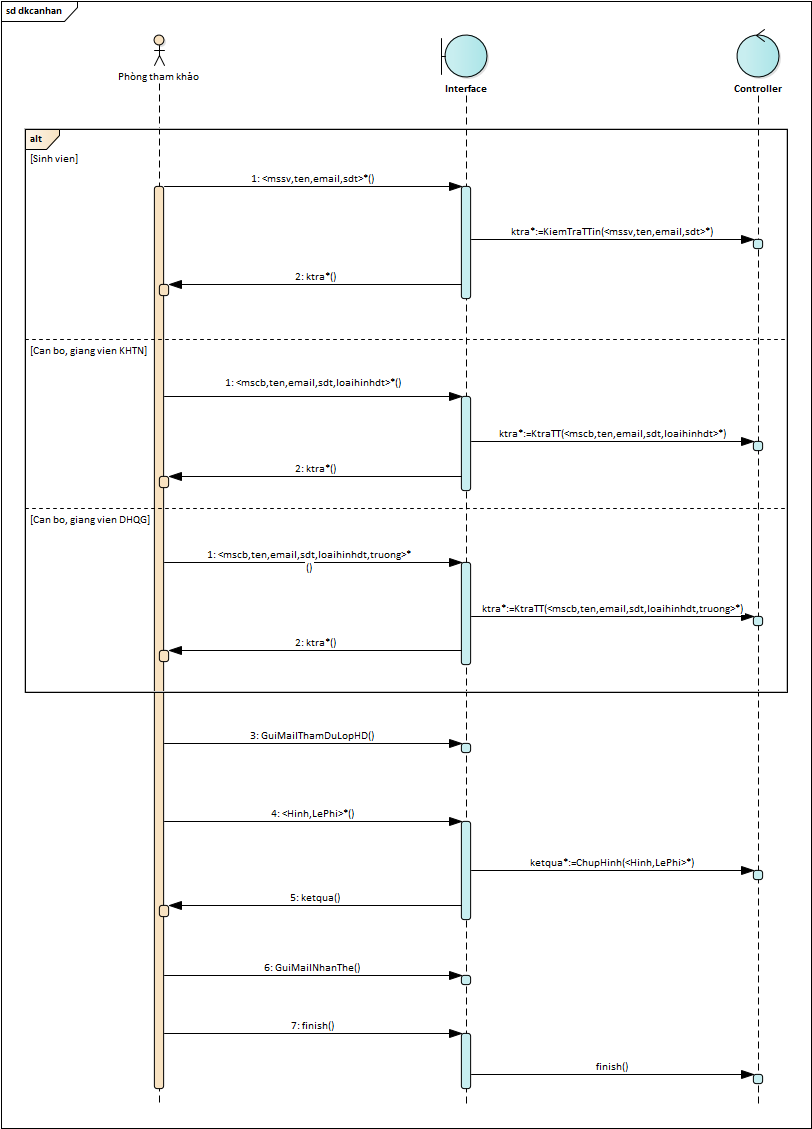 sd dkcanhan
Phòng tham khảo
Interface
Controller
alt
[Sinh vien]
1: <mssv,ten,email,sdt>*()
ktra*:=KiemTraTTin(<mssv,ten,email,sdt>*)
2: ktra*()
[Can bo, giang vien KHTN]
1: <mscb,ten,email,sdt,loaihinhdt>*()
ktra*:=KtraTT(<mscb,ten,email,sdt,loaihinhdt>*)
2: ktra*()
[Can bo, giang vien DHQG]
1: <mscb,ten,email,sdt,loaihinhdt,truong>*
()
ktra*:=KtraTT(<mscb,ten,email,sdt,loaihinhdt,truong>*)
2: ktra*()
3: GuiMailThamDuLopHD()
4: <Hinh,LePhi>*()
ketqua*:=ChupHinh(<Hinh,LePhi>*)
5: ketqua()
6: GuiMailNhanThe()
7: finish()
finish()